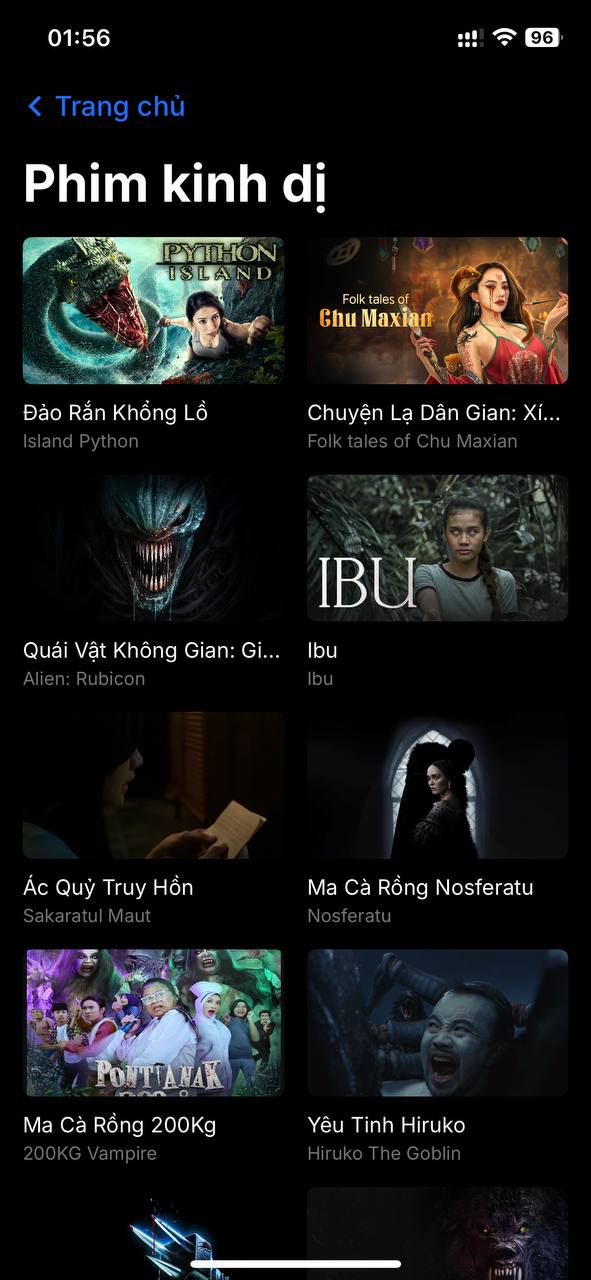 01:56
96
Trang chủ
Phim kinh dị
PYTHON
ISLAND
Folk tales of
Chu Maxian
Đảo Rắn Khổng Lồ
Island Python
Chuyện Lạ Dân Gian: Xí...
Folk tales of Chu Maxian
IBU
Quái Vật Không Gian: Gi...
Alien: Rubicon
Ibu
Ibu
Ác Quỷ Truy Hồn
Sakaratul Maut
Ma Cà Rồng Nosferatu
Nosferatu
PONTIANAK
Ma Cà Rồng 200Kg
200KG Vampire
Yêu Tinh Hiruko
Hiruko The Goblin